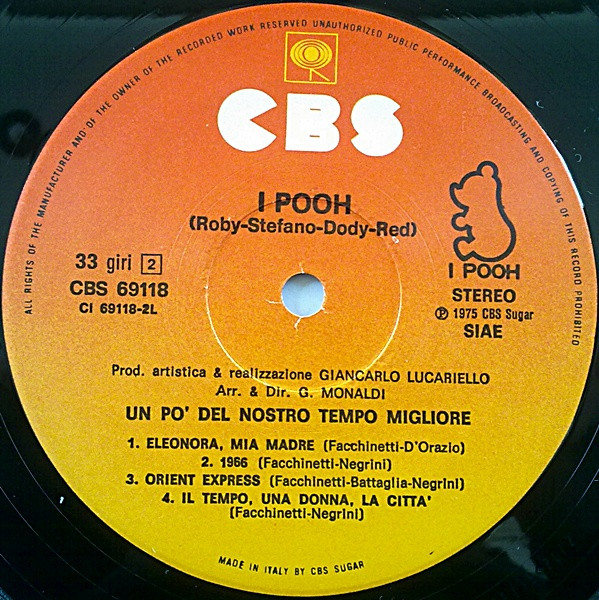 ALL RIGHTS OF THE MANUFACTURER AND OF THE OWNER OF THE RECORDED WORK RESERVED UNAUTHORIZED PUBLIC PERFORMANCE BROADCASTING AND COPYING OF THIS RECORD PROHIBITED
CBS
I POOH
(Roby-Stefano-Dody-Red)
33 giri 2
CBS 69118
CI 69118-2L
I POOH
STEREO
Ⓟ 1975 CBS Sugar
SIAE
Prod. artistica & realizzazione GIANCARLO LUCARIELLO
Arr. & Dir. G. MONALDI
UN PO' DEL NOSTRO TEMPO MIGLIORE
1. ELEONORA, MIA MADRE (Facchinetti-D'Orazio)
2. 1966 (Facchinetti-Negrini)
3. ORIENT EXPRESS (Facchinetti-Battaglia-Negrini)
4. IL TEMPO, UNA DONNA, LA CITTA'
(Facchinetti-Negrini)
MADE IN ITALY BY CBS SUGAR